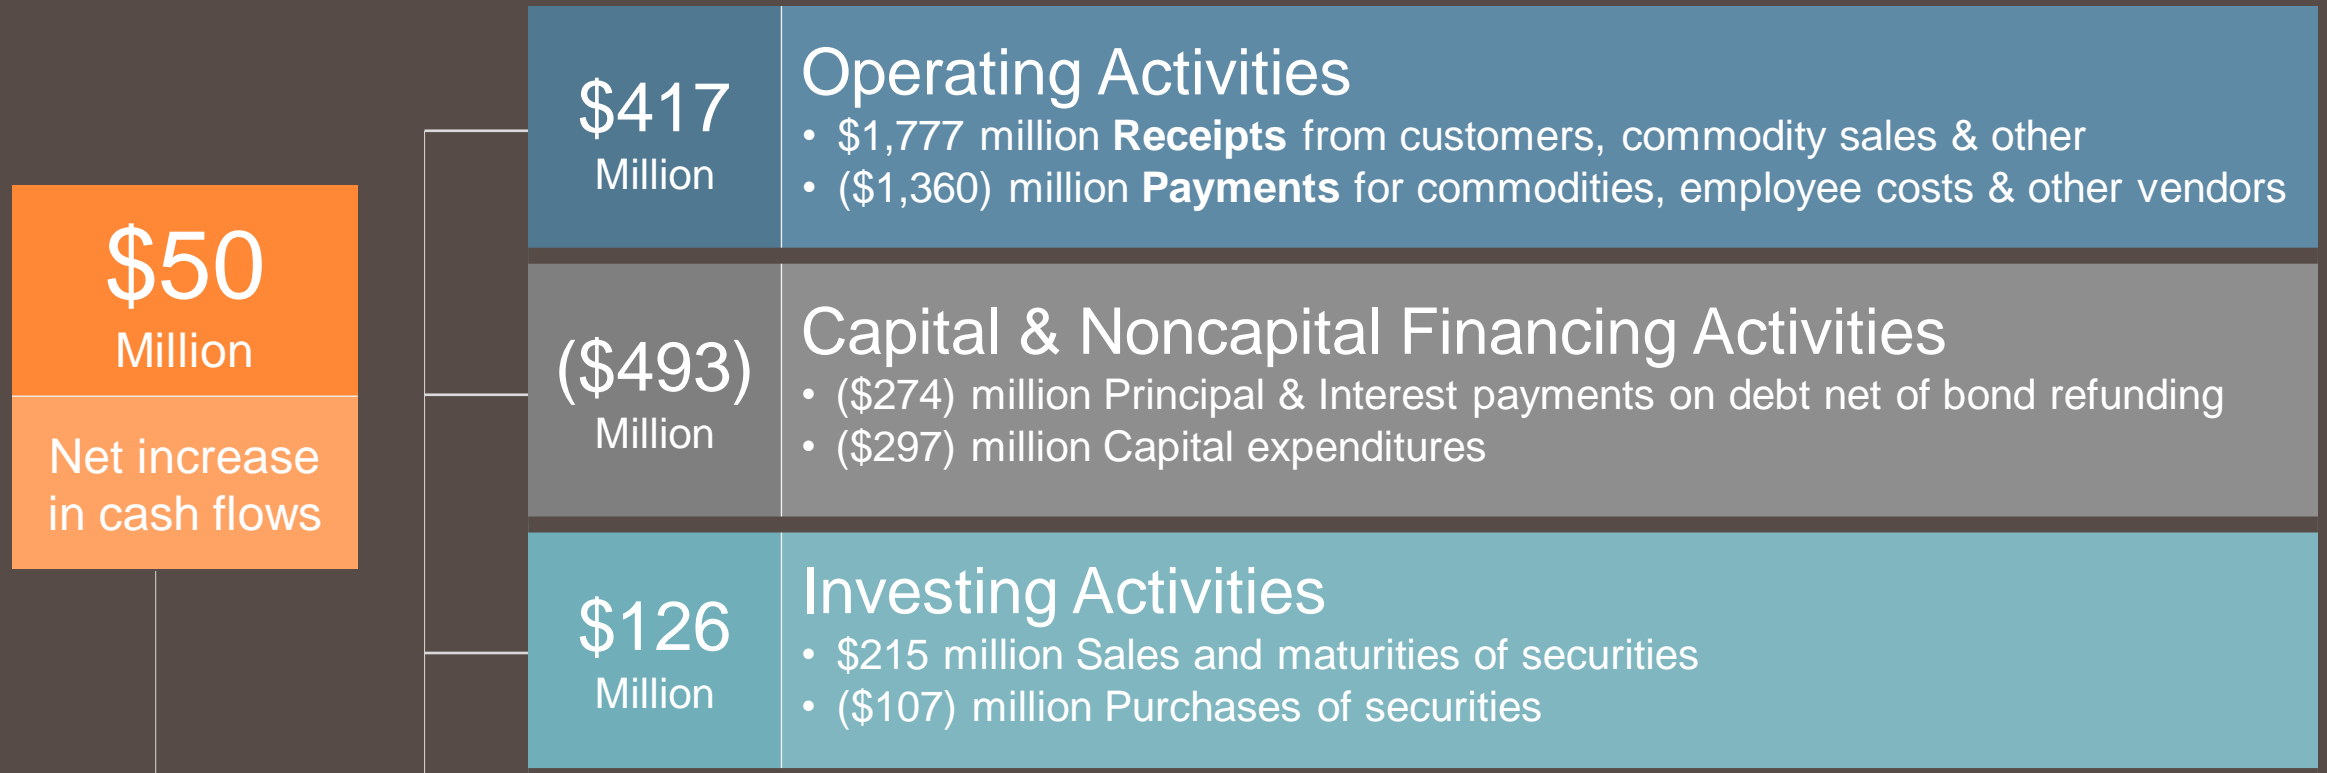 $50
Million
Net increase
in cash flows
$417
Million
Operating Activities
• $1,777 million Receipts from customers, commodity sales & other
• ($1,360) million Payments for commodities, employee costs & other vendors
($493)
Million
Capital & Noncapital Financing Activities
• ($274) million Principal & Interest payments on debt net of bond refunding
• ($297) million Capital expenditures
$126
Million
Investing Activities
• $215 million Sales and maturities of securities
• ($107) million Purchases of securities